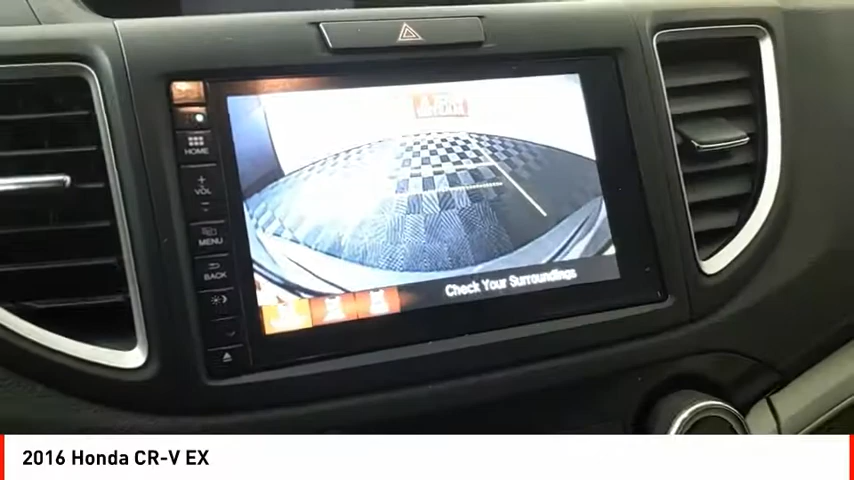 HOME
+
VOL
-
MENU
BACK
Check Your Surroundings!
2016 Honda CR-V EX